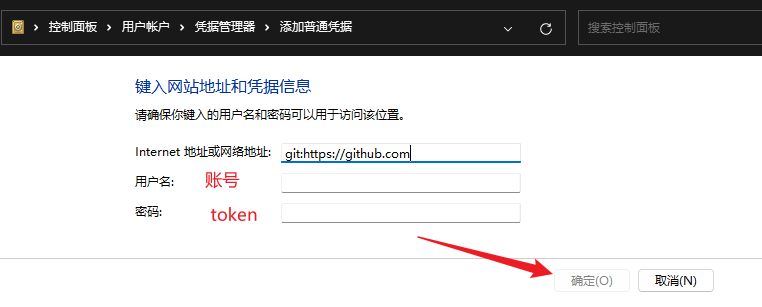 控制面板 > 用户帐户 > 凭据管理器 > 添加普通凭据
搜索控制面板
键入网站地址和凭据信息
请确保你键入的用户名和密码可以用于访问该位置。
Internet 地址或网络地址: git:https://github.com
用户名: 账号
密码: token
确定(O) 取消(N)